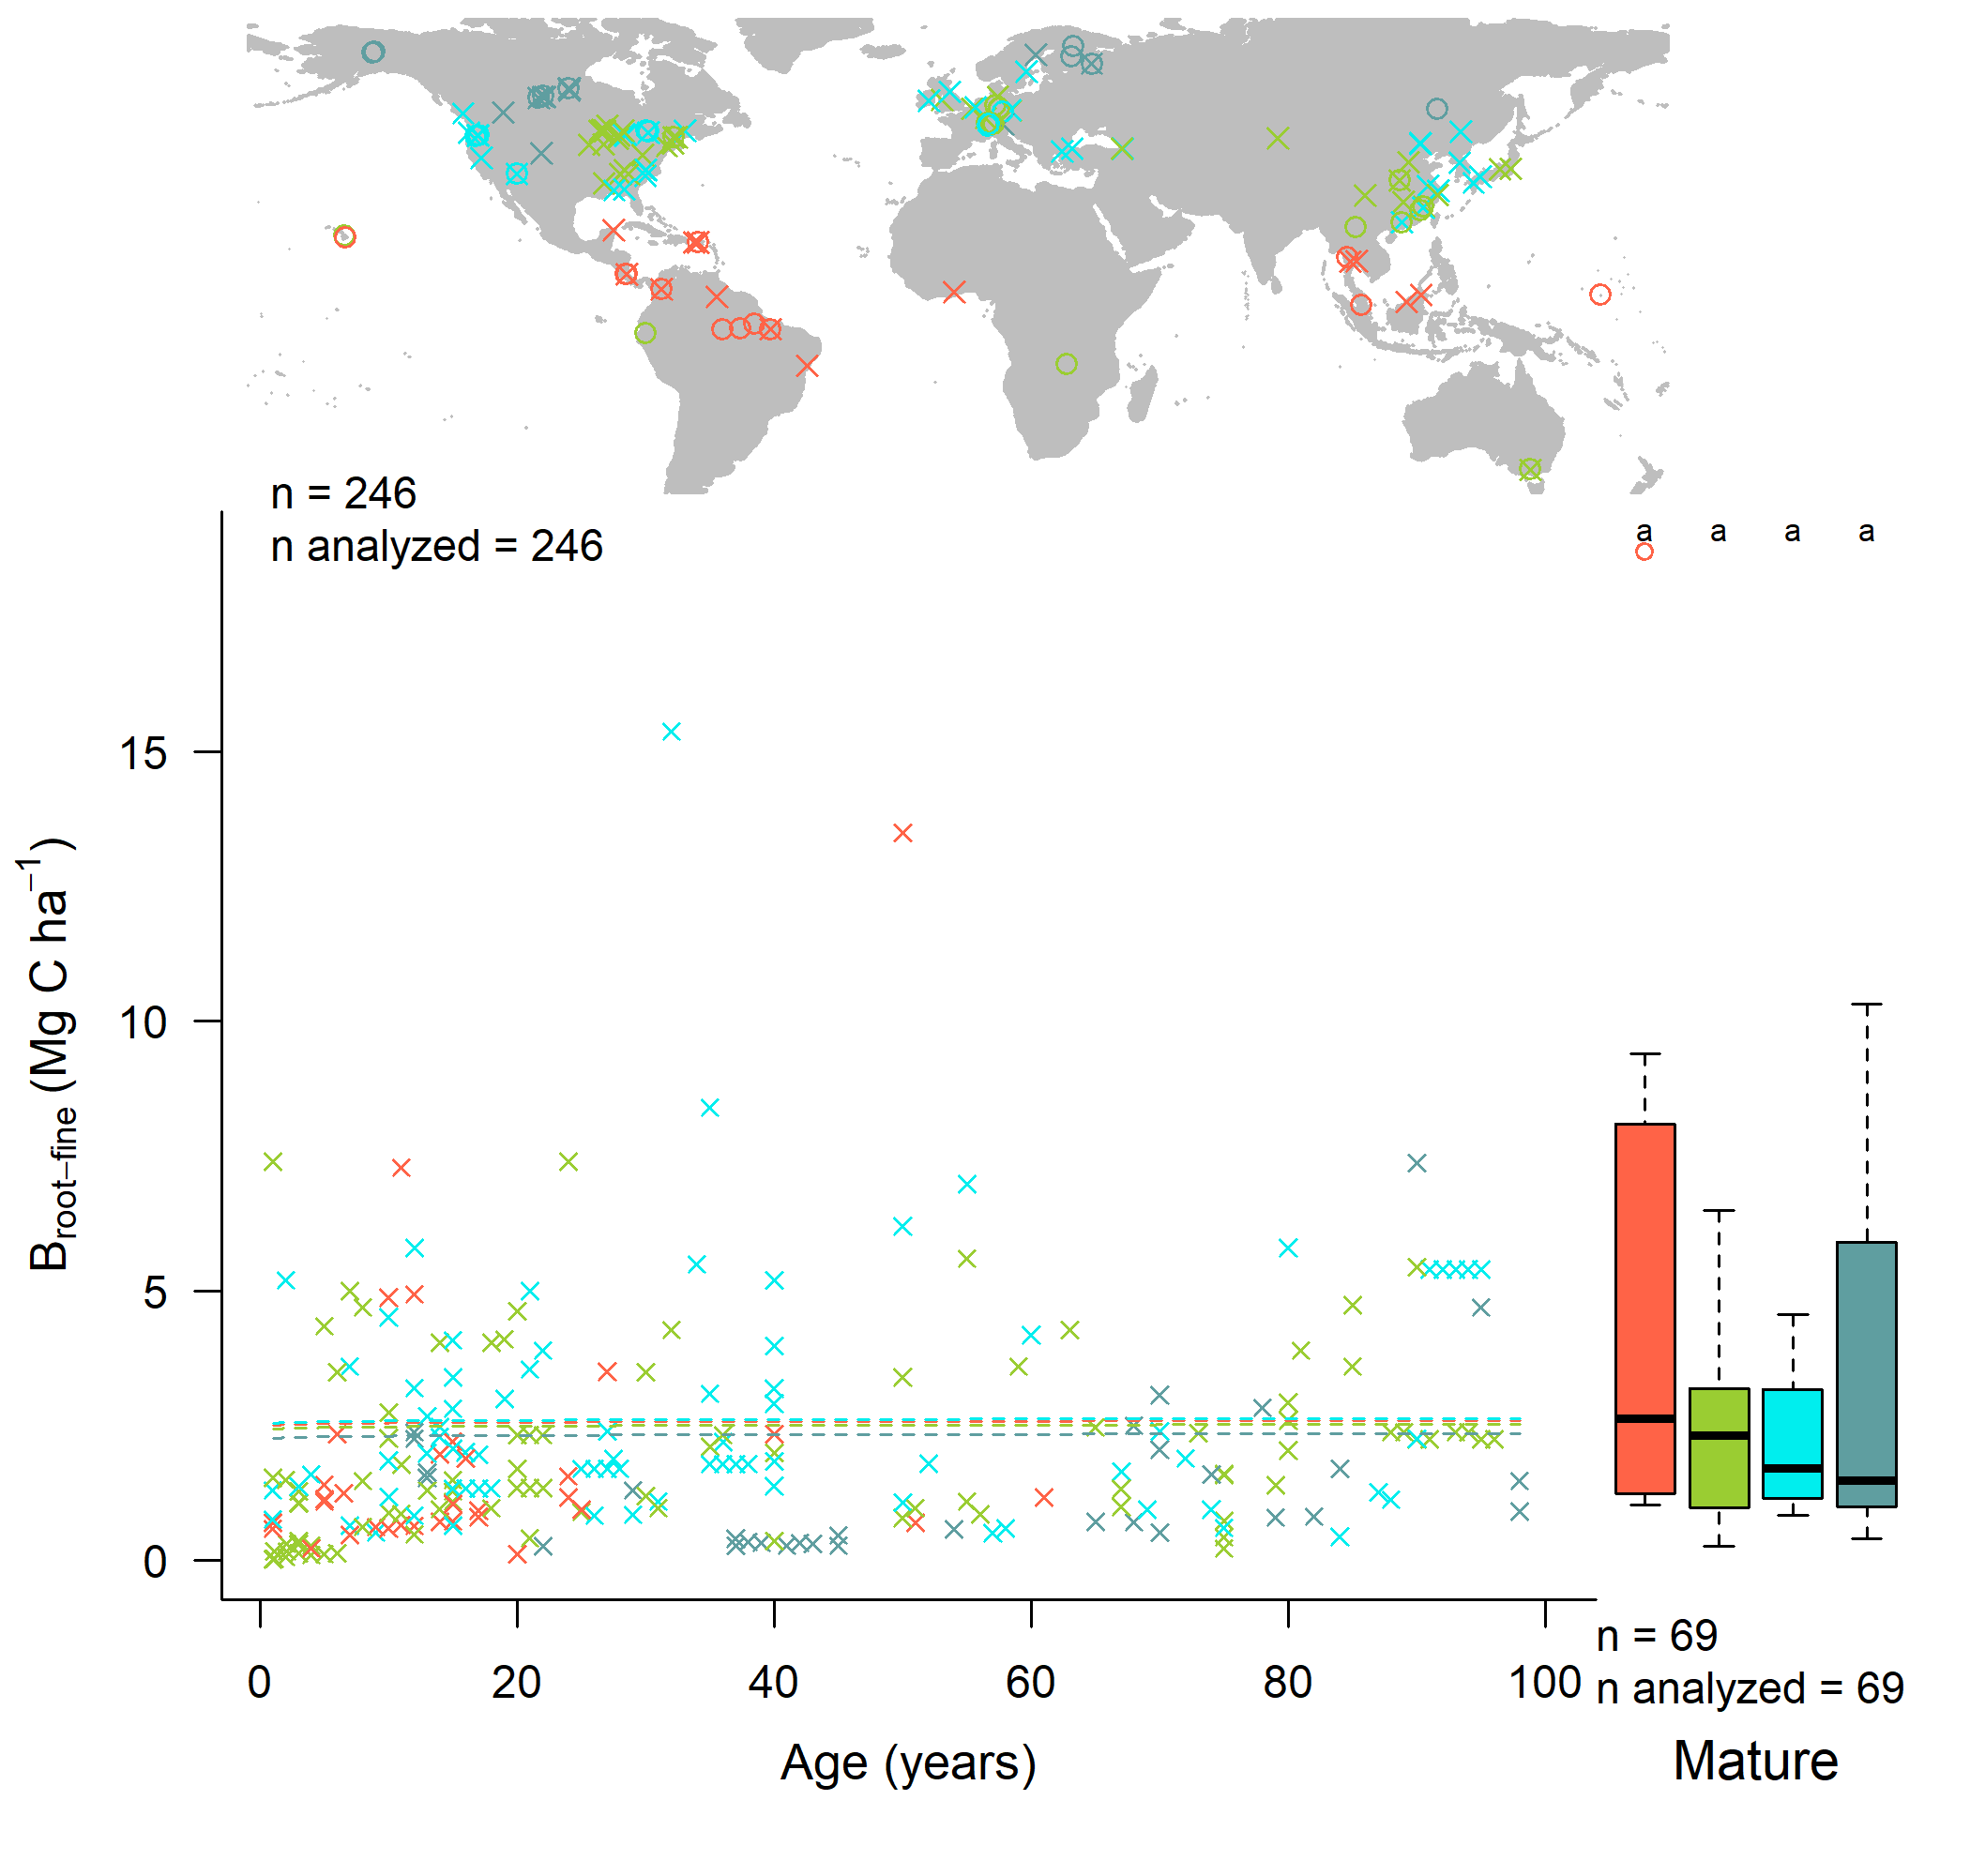 n = 246
n analyzed = 246
a a a a
15
10
5
0
B root−fine (Mg C ha−1)
0 20 40 60 80 100
Age (years)
n = 69
n analyzed = 69
Mature